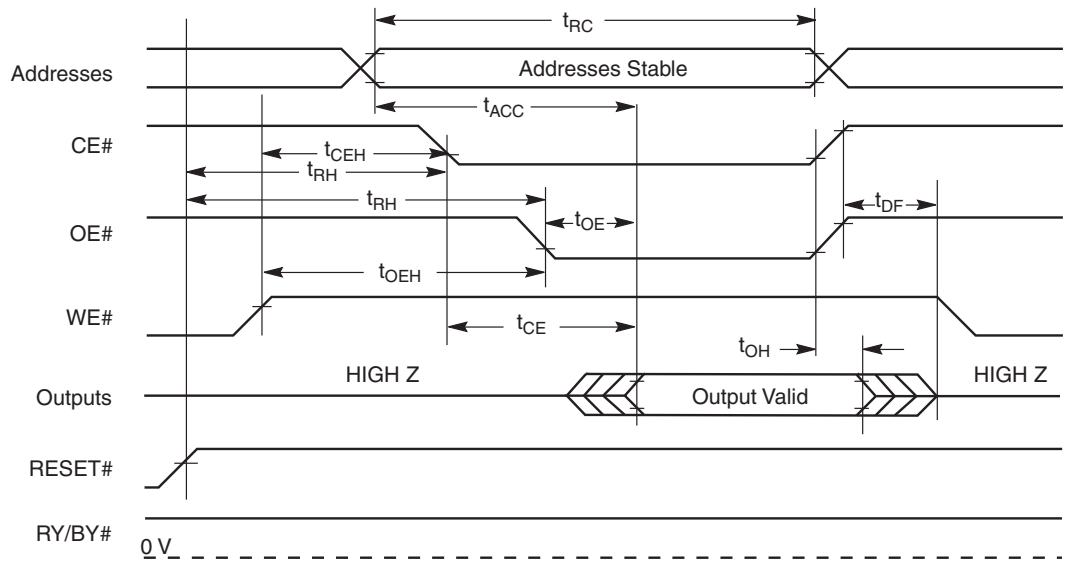 tRC
Addresses
Addresses Stable
tACC
CE#
tCEH
tRH
tRH
OE#
tOE
tDF
tOEH
WE#
tCE
tOH
HIGH Z
HIGH Z
Outputs
Output Valid
RESET#
RY/BY#
0 V